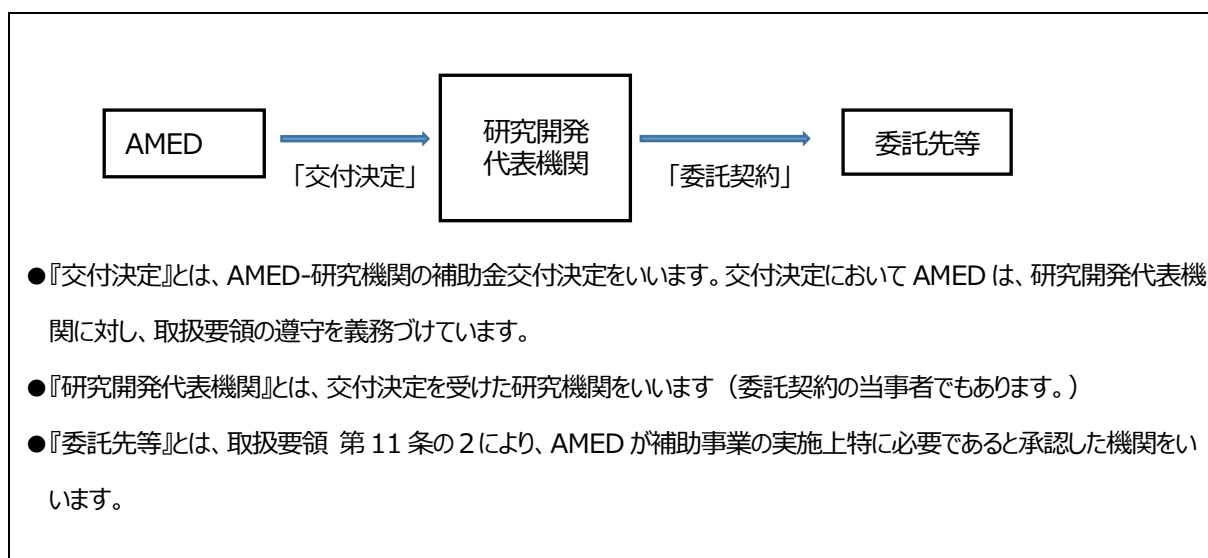 AMED
「交付決定」
研究開発
代表機関
「委託契約」
委託先等
●『交付決定』とは、AMED-研究機関の補助金交付決定をいいます。交付決定において AMED は、研究開発代表機
関に対し、取扱要領の遵守を義務づけています。
●『研究開発代表機関』とは、交付決定を受けた研究機関をいいます（委託契約の当事者でもあります。）
●『委託先等』とは、取扱要領 第 11 条の２により、AMED が補助事業の実施上特に必要であると承認した機関をい
います。